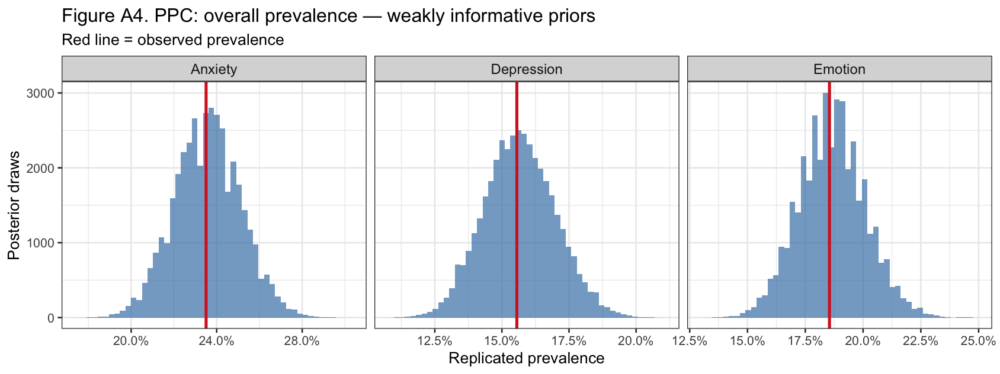 Figure A4. PPC: overall prevalence — weakly informative priors
Red line = observed prevalence
Anxiety
Depression
Emotion
Posterior draws
3000
2000
1000
0
20.0% 24.0% 28.0%
12.5% 15.0% 17.5% 20.0%
12.5% 15.0% 17.5% 20.0% 22.5% 25.0%
Replicated prevalence